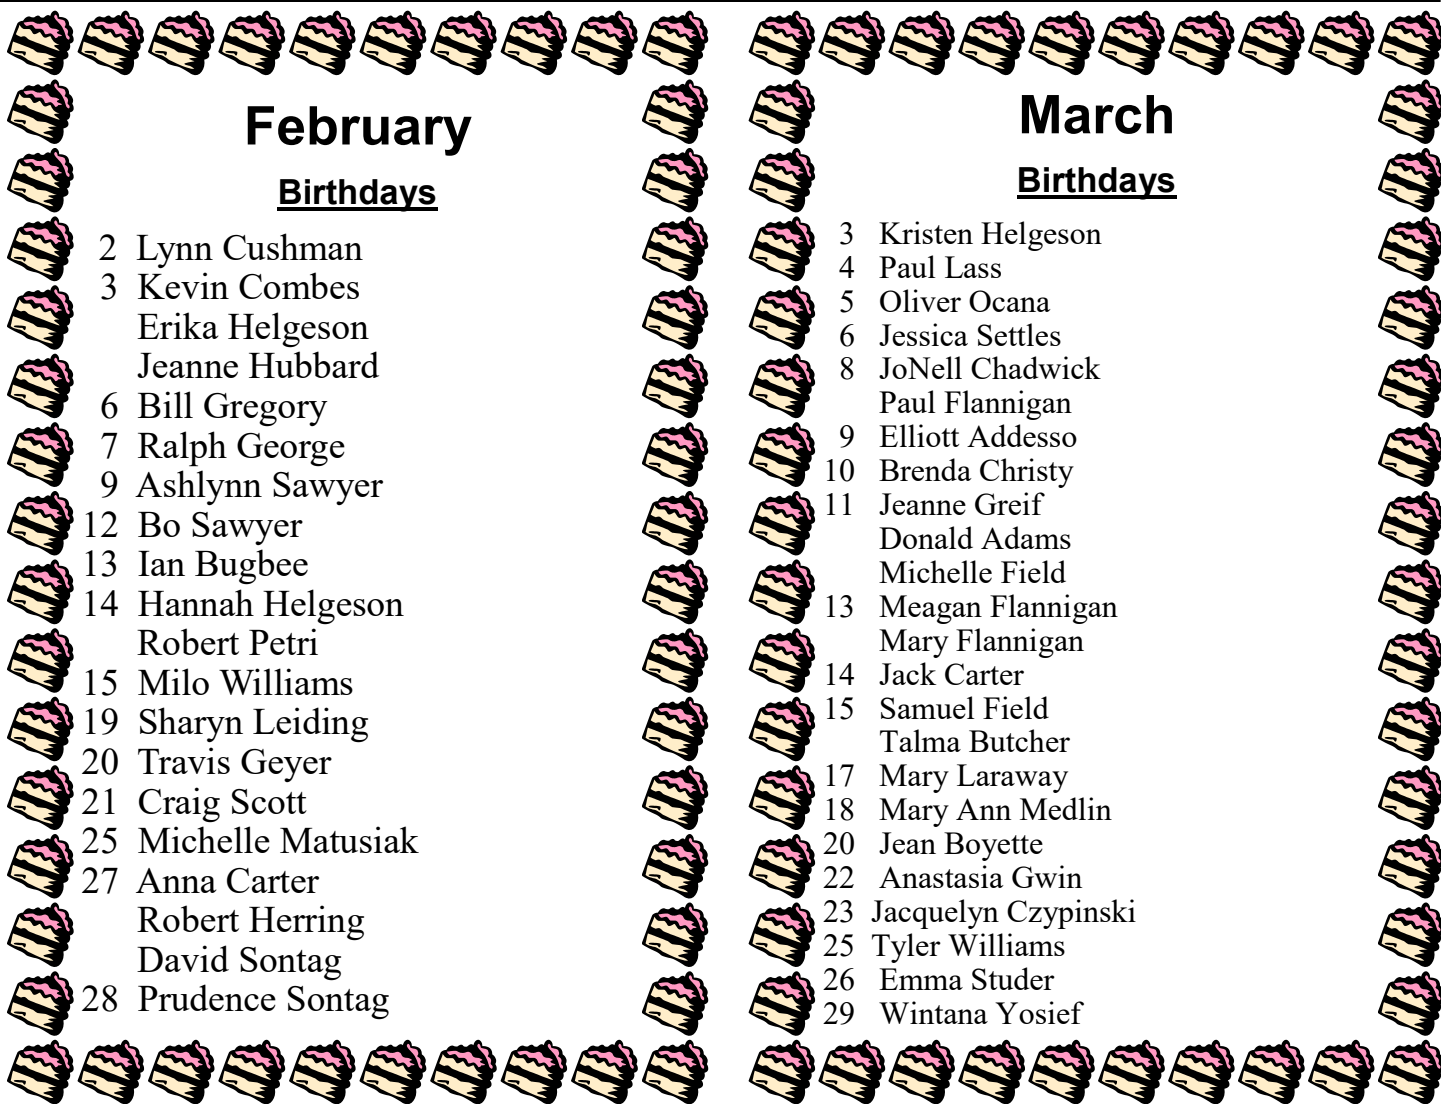 February
Birthdays
2 Lynn Cushman
3 Kevin Combes
Erika Helgeson
Jeanne Hubbard
6 Bill Gregory
7 Ralph George
9 Ashlynn Sawyer
12 Bo Sawyer
13 Ian Bugbee
14 Hannah Helgeson
Robert Petri
15 Milo Williams
19 Sharyn Leiding
20 Travis Geyer
21 Craig Scott
25 Michelle Matusiak
27 Anna Carter
Robert Herring
David Sontag
28 Prudence Sontag
March
Birthdays
3 Kristen Helgeson
4 Paul Lass
5 Oliver Ocana
6 Jessica Settles
8 JoNell Chadwick
Paul Flannigan
9 Elliott Addesso
10 Brenda Christy
11 Jeanne Greif
Donald Adams
Michelle Field
13 Meagan Flannigan
Mary Flannigan
14 Jack Carter
15 Samuel Field
Talma Butcher
17 Mary Laraway
18 Mary Ann Medlin
20 Jean Boyette
22 Anastasia Gwin
23 Jacquelyn Czypinski
25 Tyler Williams
26 Emma Studer
29 Wintana Yosief